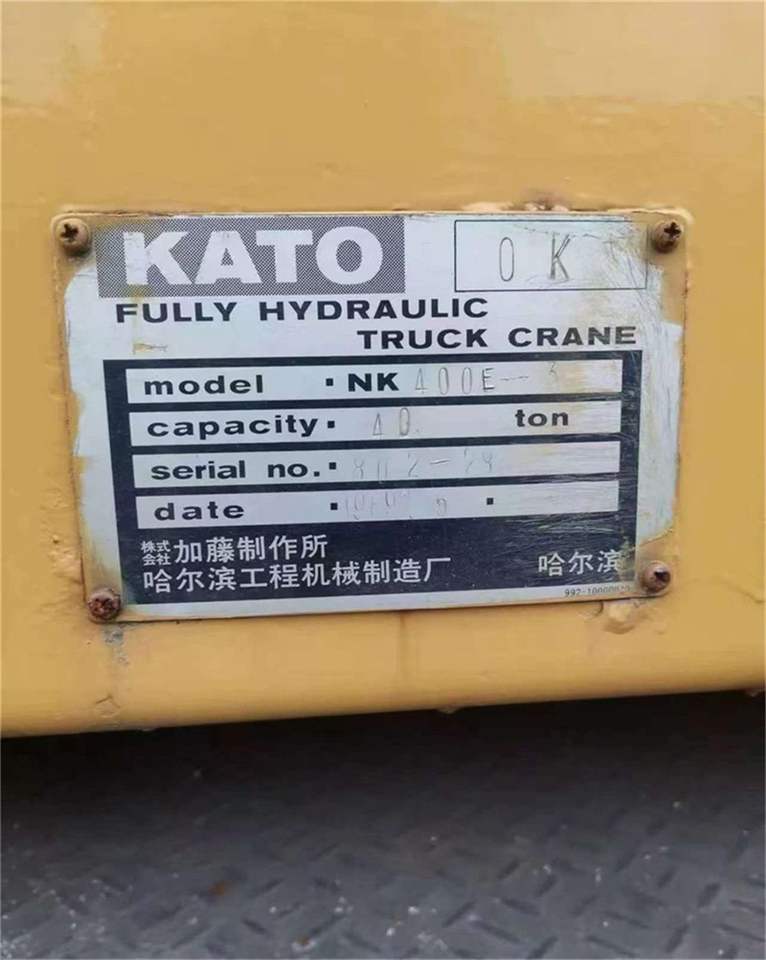 KATO
OK
FULLY HYDRAULIC
TRUCK CRANE
model . NK 400E--3
capacity. 40. ton
serial no.:
date
株式会社 加藤制作所
哈尔滨工程机械制造厂 哈尔滨